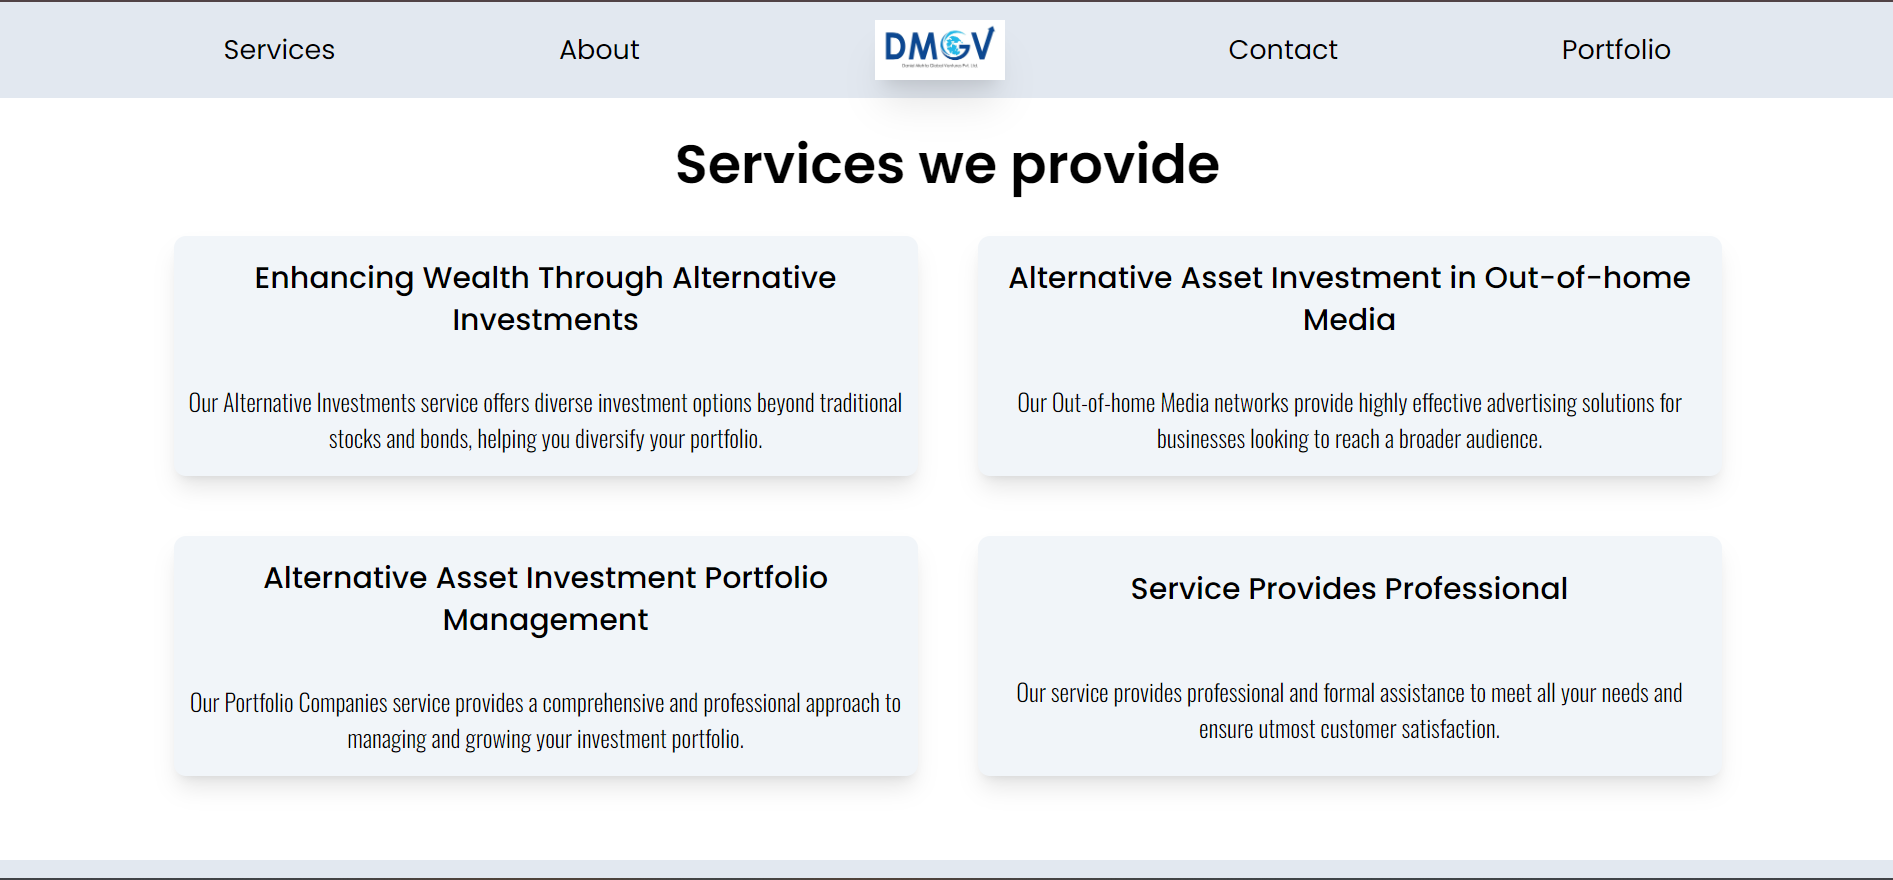 Services
About
DMGV
Contact
Portfolio
Services we provide
Enhancing Wealth Through Alternative
Investments
Our Alternative Investments service offers diverse investment options beyond traditional
stocks and bonds, helping you diversify your portfolio.
Alternative Asset Investment in Out-of-home
Media
Our Out-of-home Media networks provide highly effective advertising solutions for
businesses looking to reach a broader audience.
Alternative Asset Investment Portfolio
Management
Our Portfolio Companies service provides a comprehensive and professional approach to
managing and growing your investment portfolio.
Service Provides Professional
Our service provides professional and formal assistance to meet all your needs and
ensure utmost customer satisfaction.